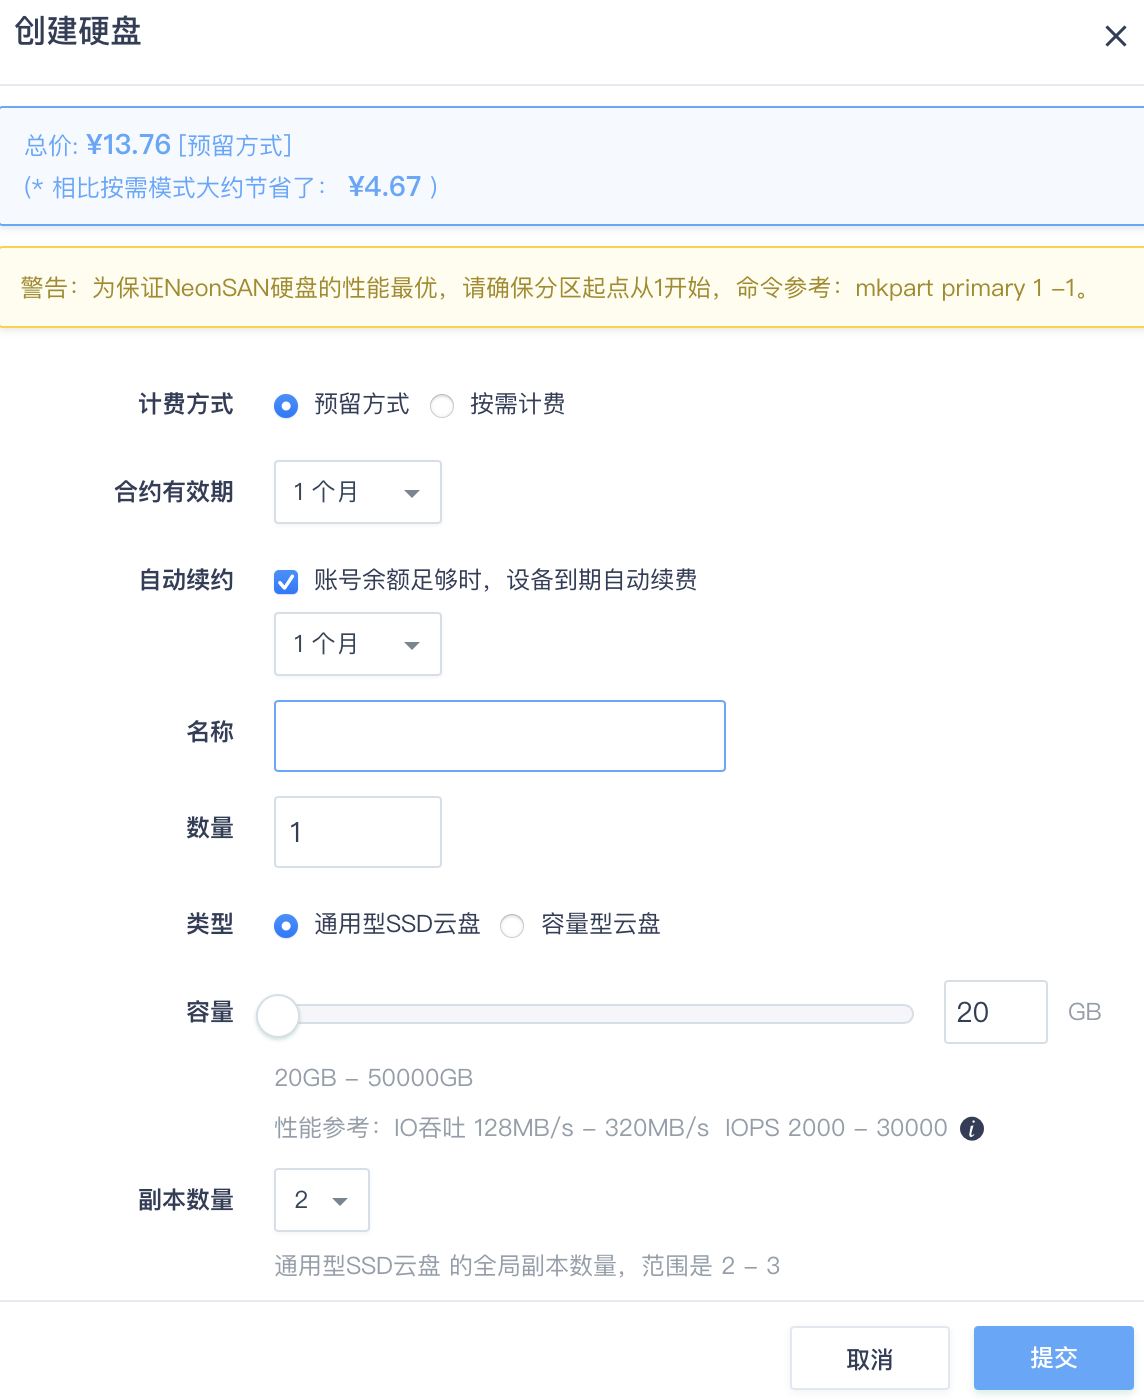 创建硬盘
总价: ¥13.76 [预留方式]
(* 相比按需模式大约节省了： ¥4.67 )
警告：为保证NeonSAN硬盘的性能最优，请确保分区起点从1开始，命令参考：mkpart primary 1 -1。
计费方式 预留方式 按需计费
合约有效期 1 个月
自动续约 账号余额足够时，设备到期自动续费
1 个月
名称
数量 1
类型 通用型SSD云盘 容量型云盘
容量 20 GB
20GB - 50000GB
性能参考：IO吞吐 128MB/s - 320MB/s IOPS 2000 - 30000 i
副本数量 2
通用型SSD云盘 的全局副本数量，范围是 2 - 3
取消 提交